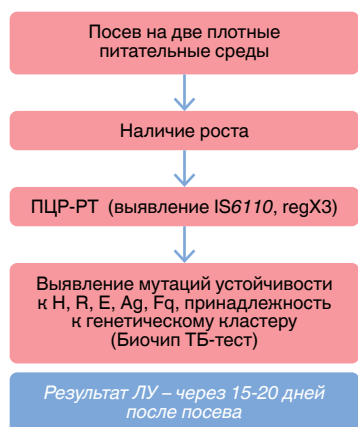 Посев на две плотные
питательные среды
Наличие роста
ПЦР-РТ (выявление IS6110, regX3)
Выявление мутаций устойчивости
к H, R, E, Ag, Fq, принадлежность
к генетическому кластеру
(Биочип ТБ-тест)
Результат ЛУ – через 15-20 дней
после посева